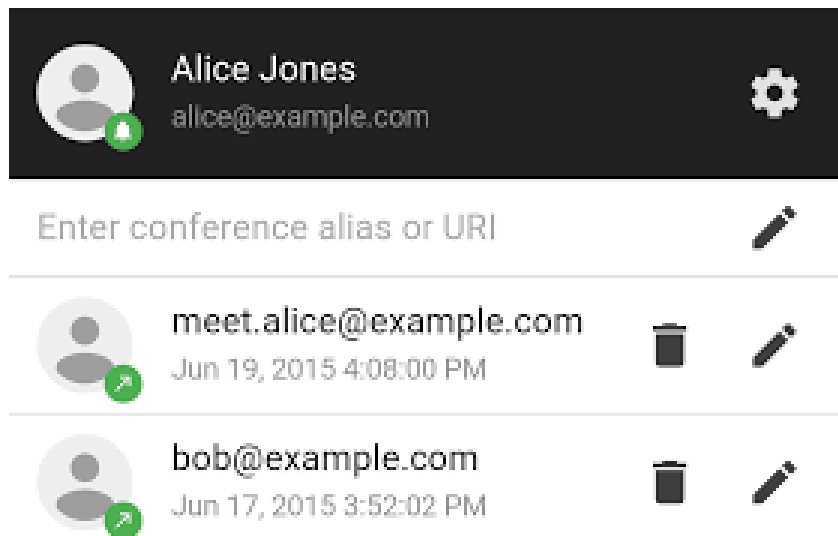 Alice Jones
alice@example.com
Enter conference alias or URI
meet.alice@example.com
Jun 19, 2015 4:08:00 PM
bob@example.com
Jun 17, 2015 3:52:02 PM